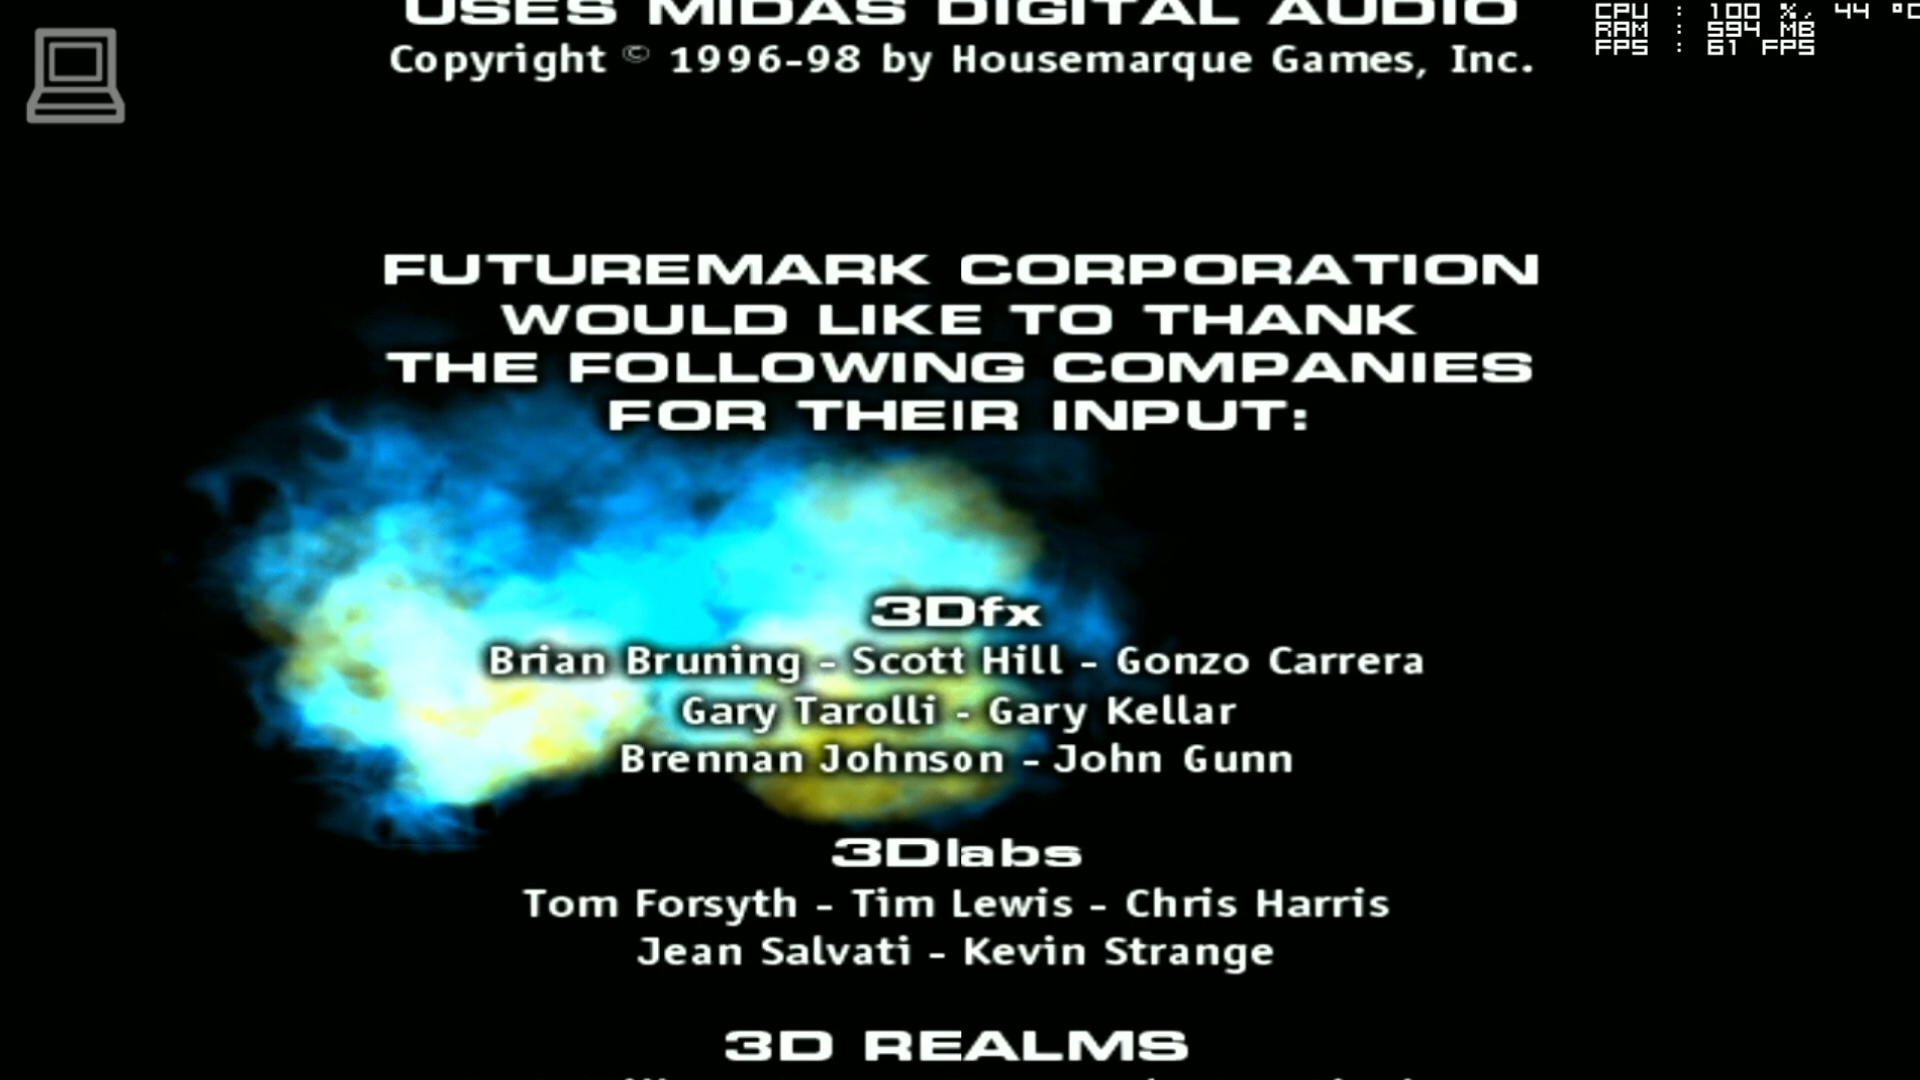 USES MIDAS DIGITAL AUDIO
Copyright © 1996-98 by Housemarque Games, Inc.
CPU : 100 %, 44 °C
RAM : 594 MB
FPS : 61 FPS
FUTUREMARK CORPORATION
WOULD LIKE TO THANK
THE FOLLOWING COMPANIES
FOR THEIR INPUT:
3Dfx
Brian Bruning - Scott Hill - Gonzo Carrera
Gary Tarolli - Gary Kellar
Brennan Johnson - John Gunn
3Dlabs
Tom Forsyth - Tim Lewis - Chris Harris
Jean Salvati - Kevin Strange
3D REALMS